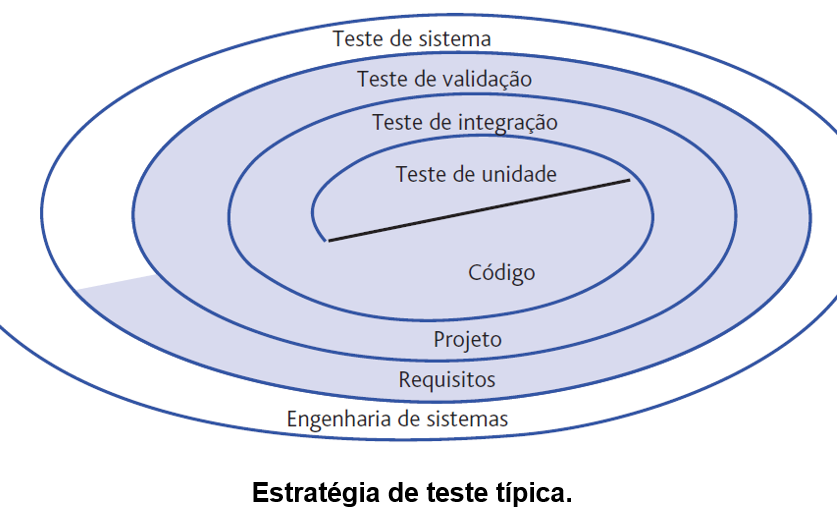 Teste de sistema
Teste de validação
Teste de integração
Teste de unidade
Código
Projeto
Requisitos
Engenharia de sistemas
Estratégia de teste típica.